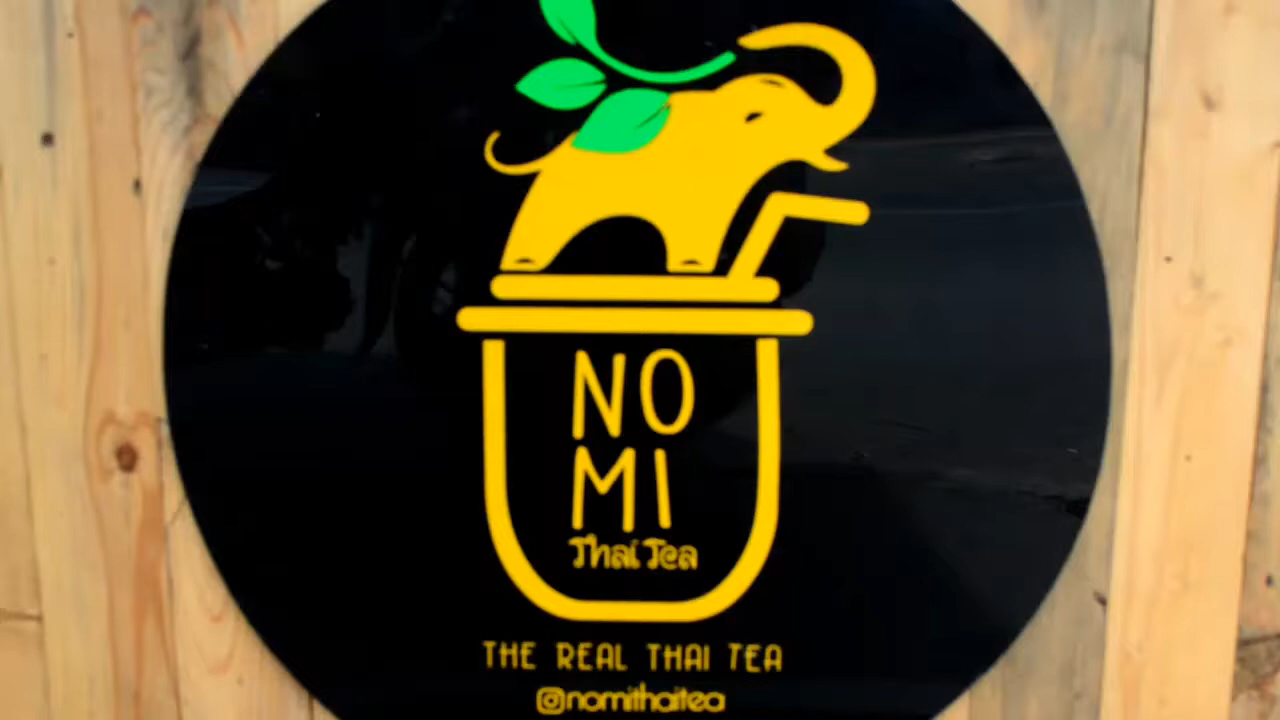 NO
MI
Thai Tea
THE REAL THAI TEA
@nomithaitea